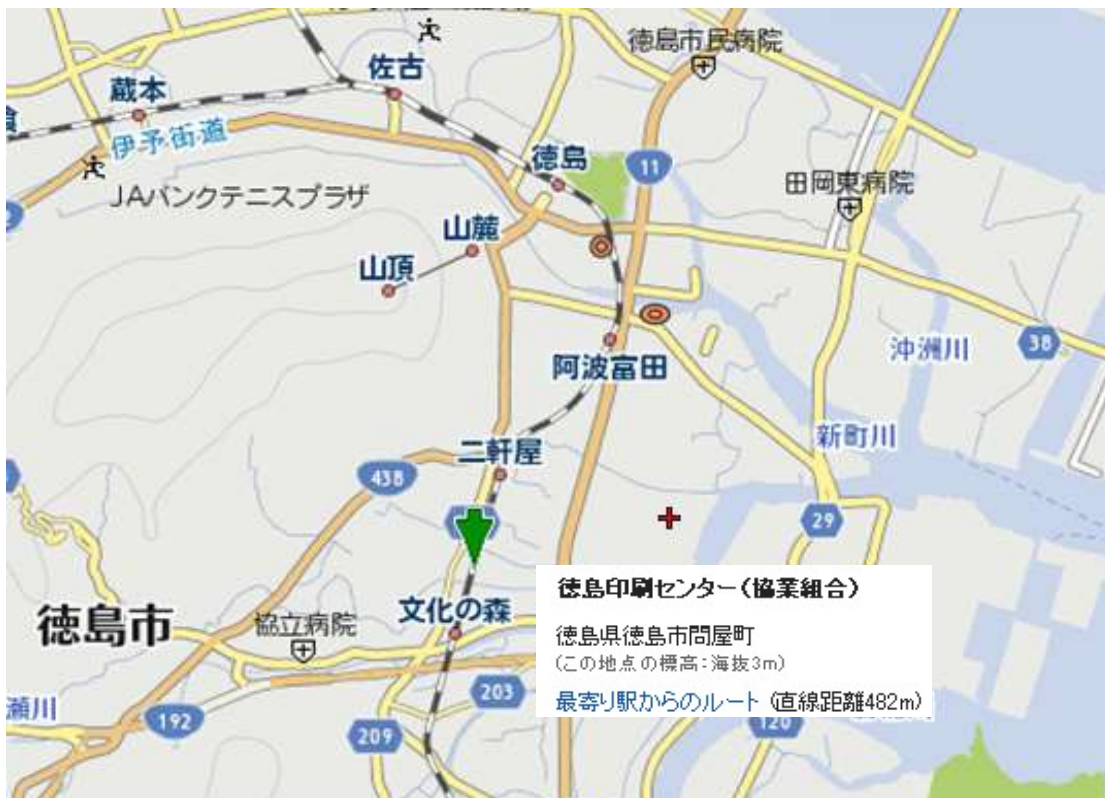 徳島市民病院
佐古
蔵本
伊予街道
徳島
11
JAバンクテニスプラザ
田岡東病院
山麓
山頂
沖洲川
38
阿波富田
新町川
二軒屋
438
29
徳島印刷センター(協業組合)
徳島県徳島市問屋町
(この地点の標高:海抜3m)
最寄り駅からのルート (直線距離482m)
文化の森
徳島市
協立病院
203
瀬川
192
209
120